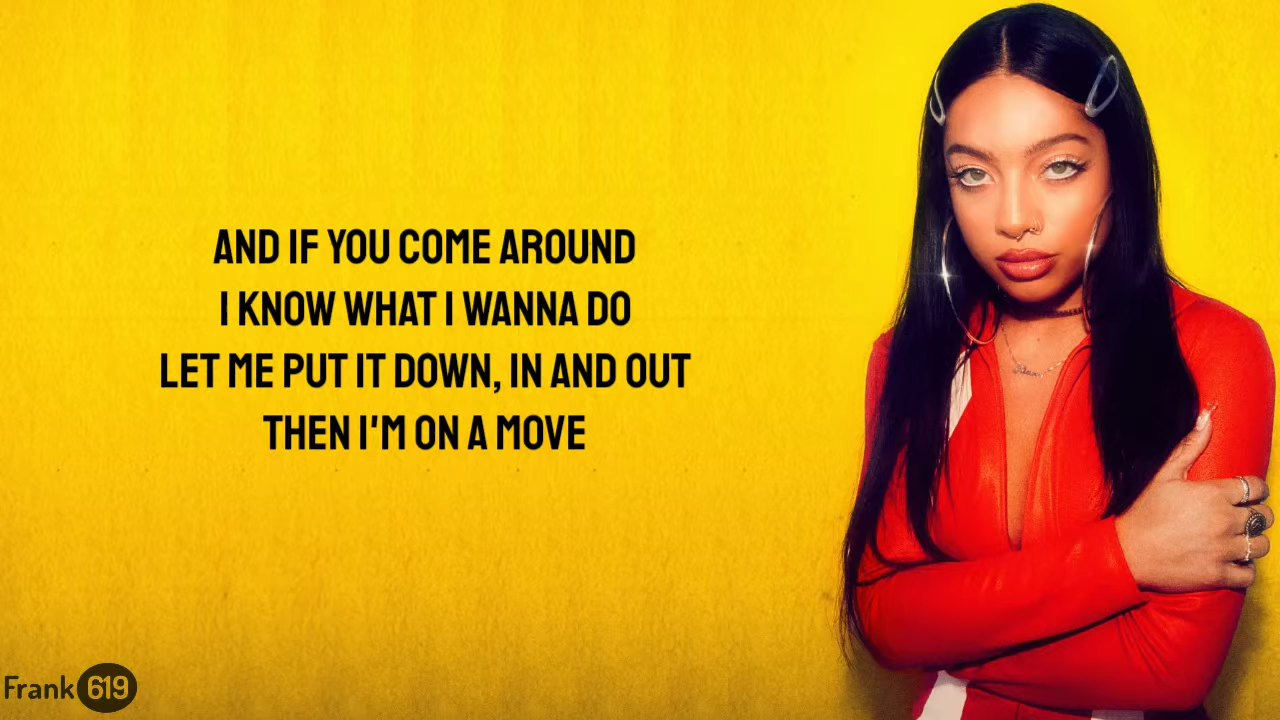 AND IF YOU COME AROUND
I KNOW WHAT I WANNA DO
LET ME PUT IT DOWN, IN AND OUT
THEN I'M ON A MOVE
Frank 619